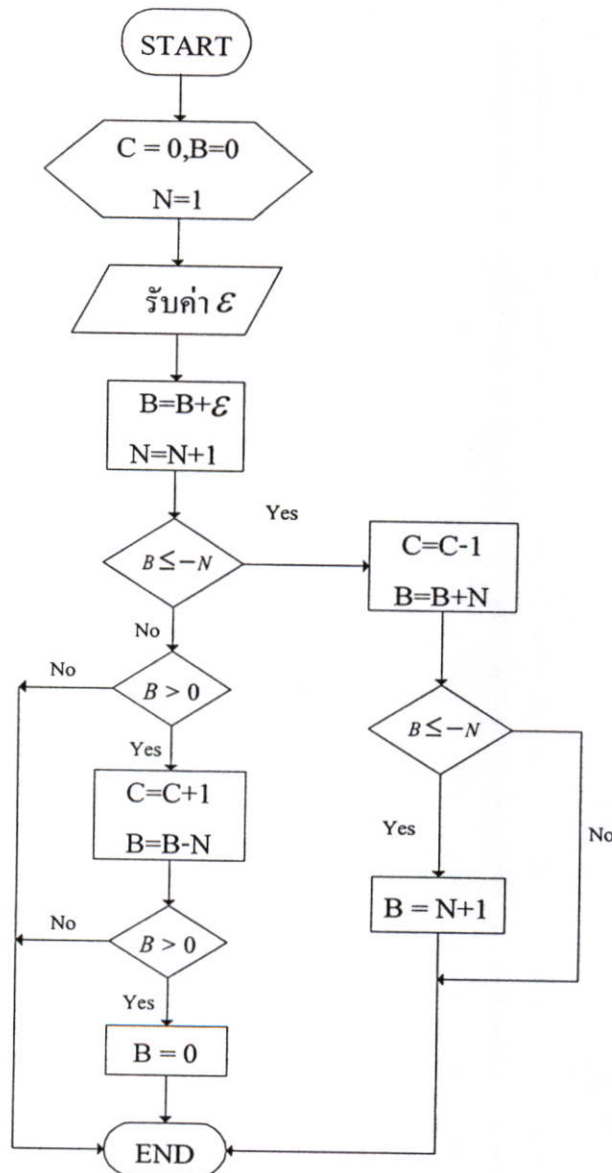 START
C = 0,B=0
N=1
รับค่า ε
B=B+ε
N=N+1
B ≤ −N
Yes
C=C-1
B=B+N
No
B > 0
No
Yes
B ≤ −N
No
Yes
C=C+1
B=B-N
B = N+1
B > 0
No
Yes
B = 0
END